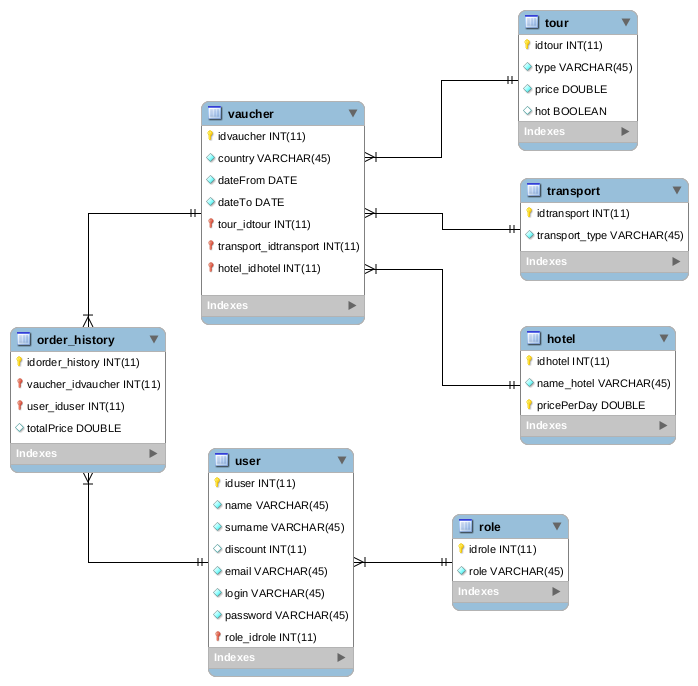 tour
idtour INT(11)
type VARCHAR(45)
price DOUBLE
hot BOOLEAN
Indexes
vaucher
idvaucher INT(11)
country VARCHAR(45)
dateFrom DATE
dateTo DATE
tour_idtour INT(11)
transport_idtransport INT(11)
hotel_idhotel INT(11)
Indexes
transport
idtransport INT(11)
transport_type VARCHAR(45)
Indexes
order_history
idorder_history INT(11)
vaucher_idvaucher INT(11)
user_iduser INT(11)
totalPrice DOUBLE
Indexes
hotel
idhotel INT(11)
name_hotel VARCHAR(45)
pricePerDay DOUBLE
Indexes
user
iduser INT(11)
name VARCHAR(45)
surname VARCHAR(45)
discount INT(11)
email VARCHAR(45)
login VARCHAR(45)
password VARCHAR(45)
role_idrole INT(11)
Indexes
role
idrole INT(11)
role VARCHAR(45)
Indexes